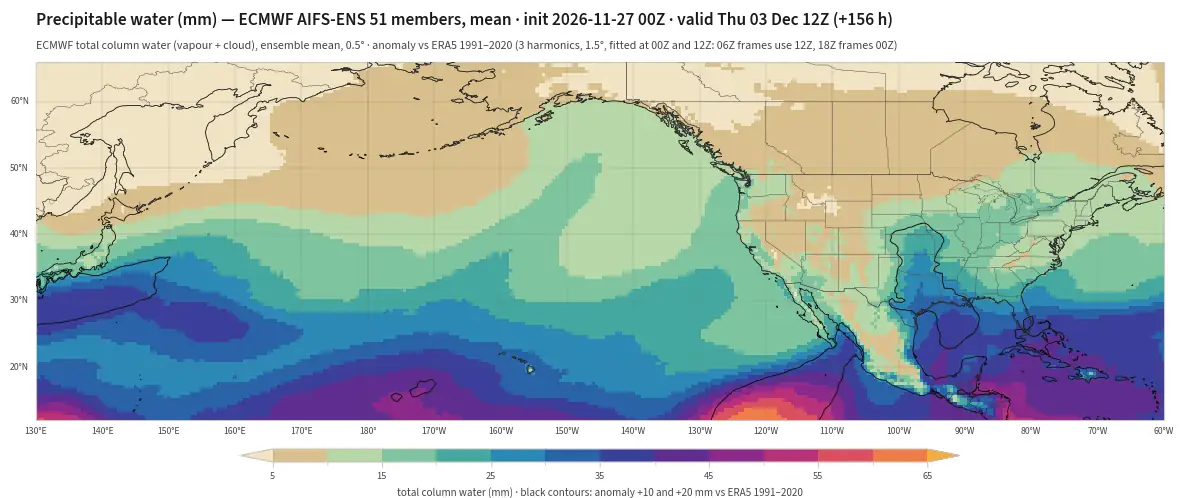 Precipitable water (mm) — ECMWF AIFS-ENS 51 members, mean · init 2026-11-27 00Z · valid Thu 03 Dec 12Z (+156 h)
ECMWF total column water (vapour + cloud), ensemble mean, 0.5° · anomaly vs ERA5 1991–2020 (3 harmonics, 1.5°, fitted at 00Z and 12Z: 06Z frames use 12Z, 18Z frames 00Z)
60°N
50°N
40°N
30°N
20°N
130°E 140°E 150°E 160°E 170°E 180° 170°W 160°W 150°W 140°W 130°W 120°W 110°W 100°W 90°W 80°W 70°W 60°W
5 15 25 35 45 55 65
total column water (mm) · black contours: anomaly +10 and +20 mm vs ERA5 1991–2020